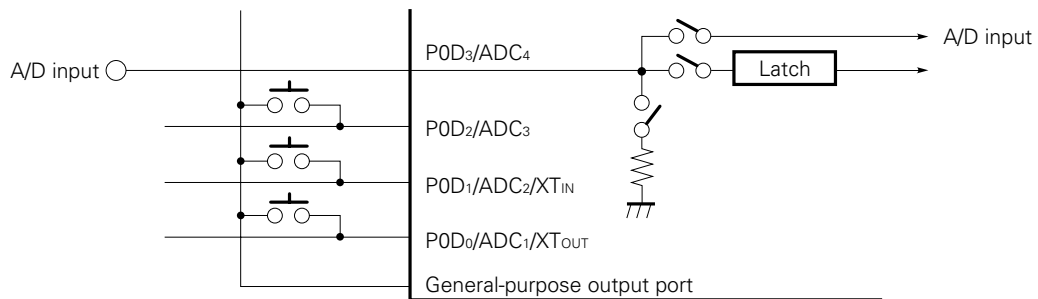 P0D3/ADC4
A/D input
A/D input
Latch
P0D2/ADC3
P0D1/ADC2/XTIN
P0D0/ADC1/XTOUT
General-purpose output port